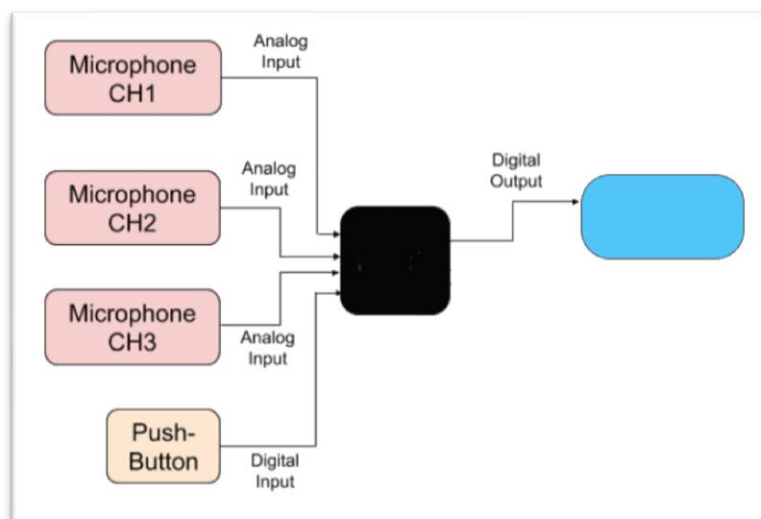 Analog
Input
Microphone
CH1
Analog
Input
Digital
Output
Microphone
CH2
Microphone
CH3
Analog
Input
Push-
Button
Digital
Input